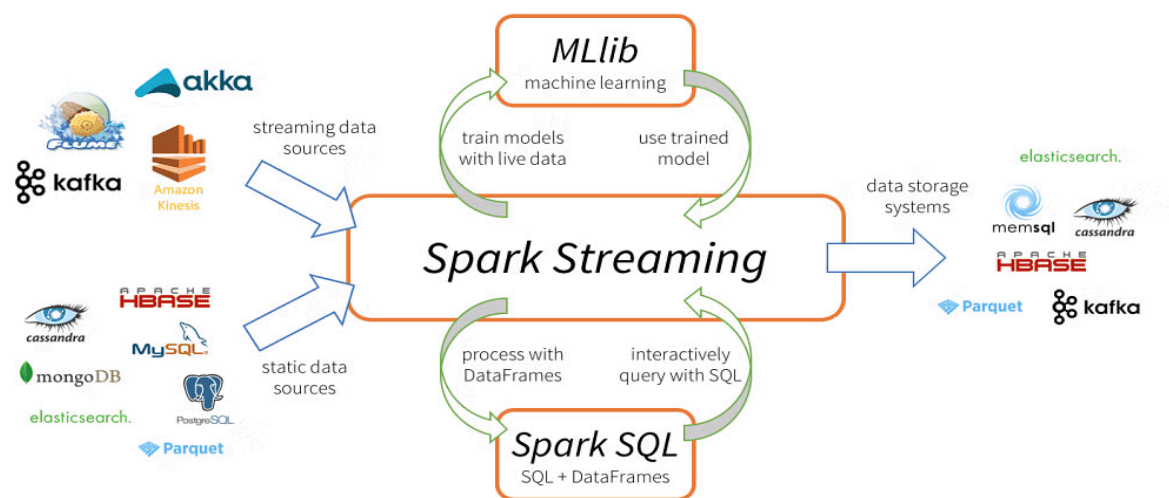 MLlib
machine learning
akka
FLUME
kafka
Amazon
Kinesis
streaming data
sources
train models
with live data
use trained
model
Spark Streaming
data storage
systems
elasticsearch.
memsql
cassandra
APACHE
HBASE
Parquet
kafka
APACHE
HBASE
cassandra
MySQL®
mongoDB
elasticsearch.
PostgreSQL
Parquet
static data
sources
process with
DataFrames
interactively
query with SQL
Spark SQL
SQL + DataFrames